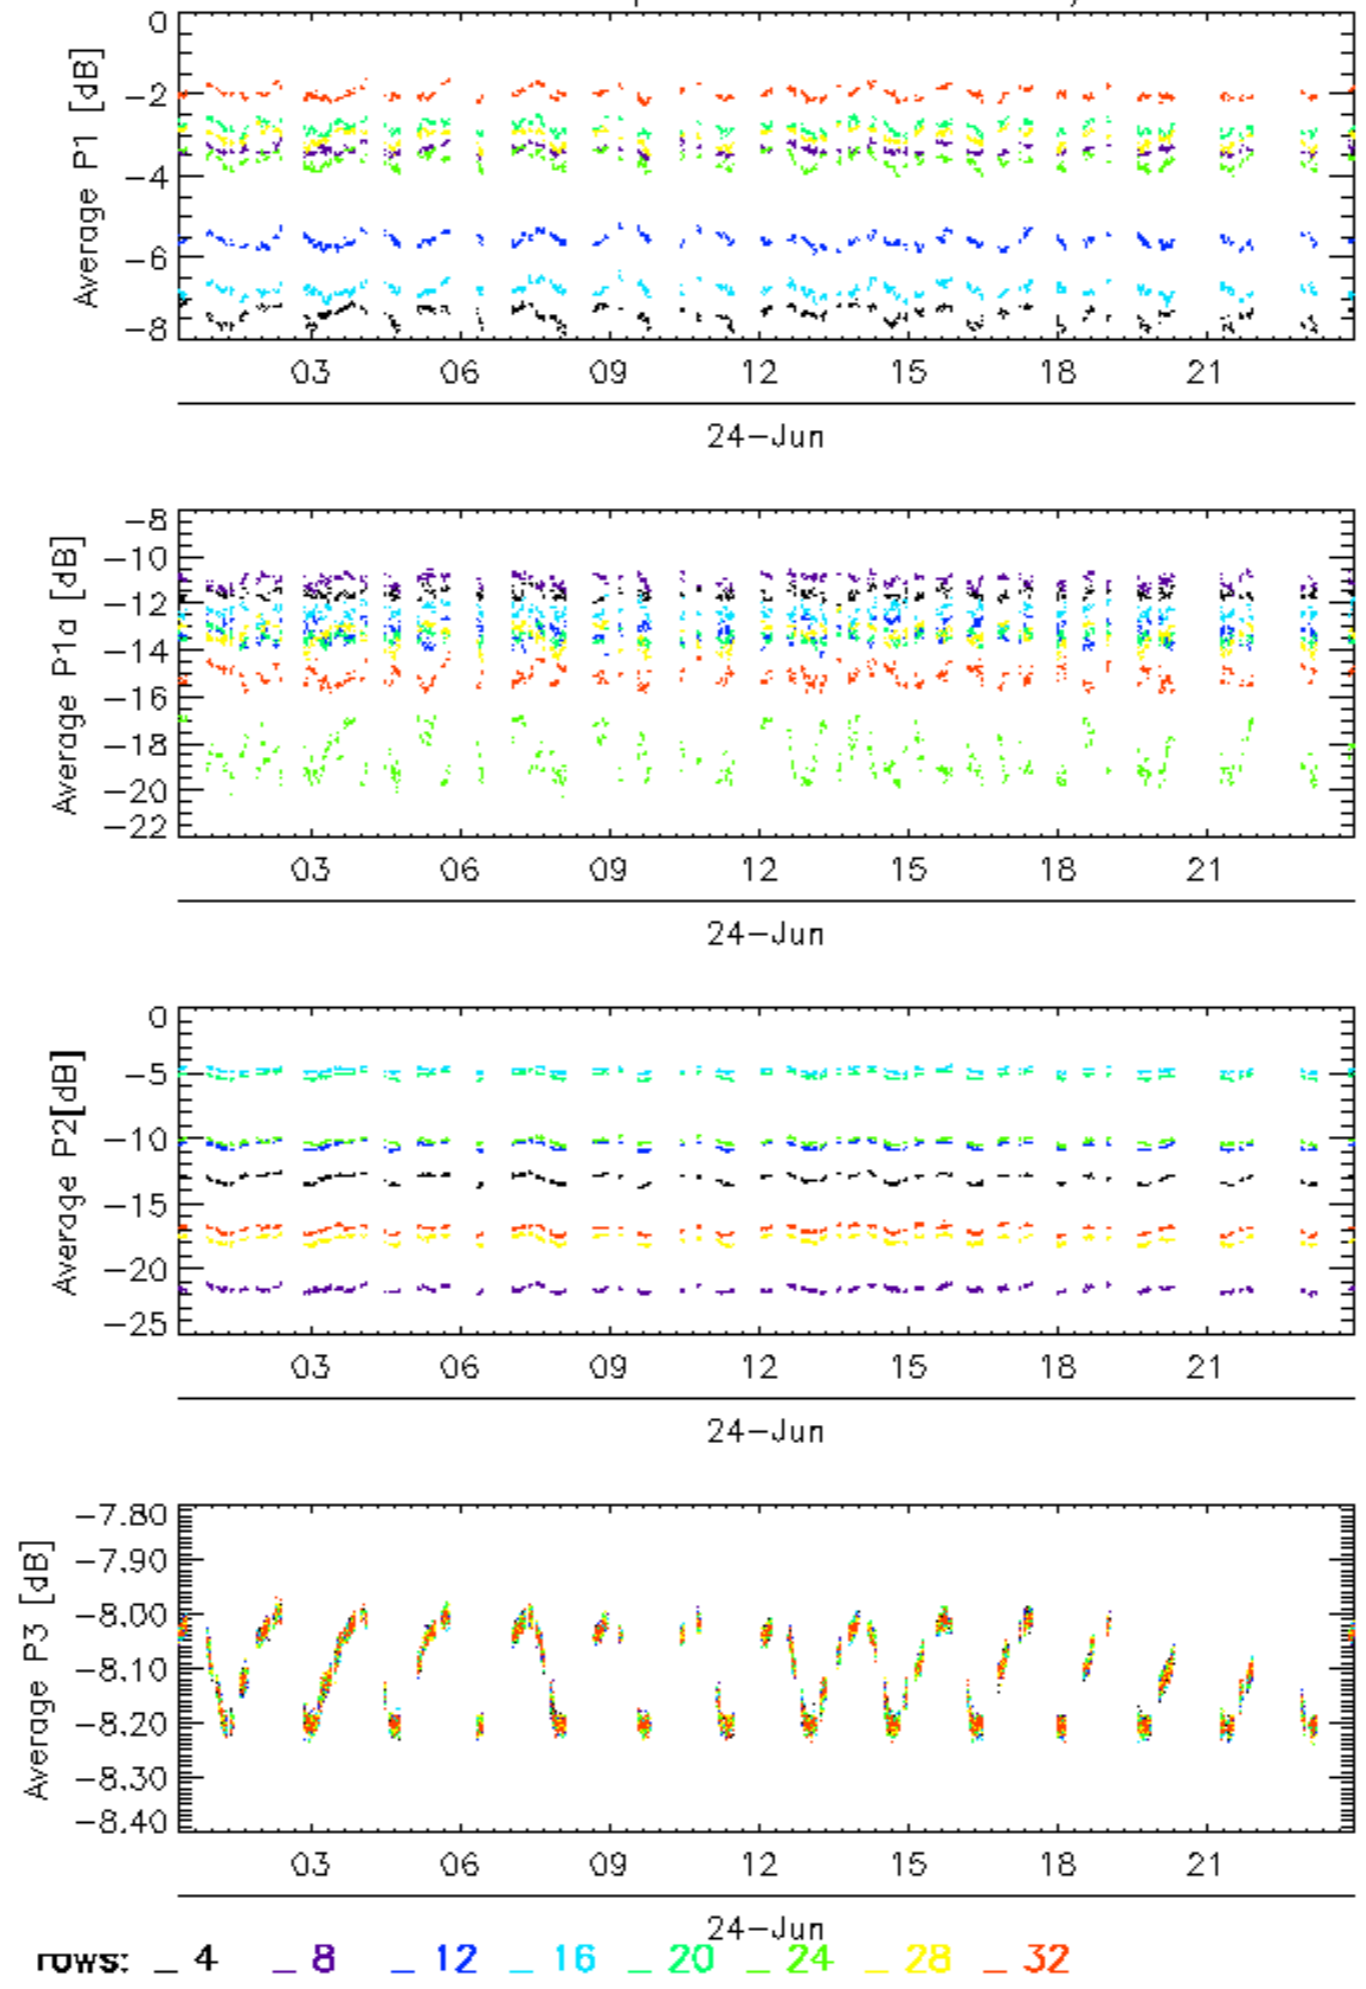 Average P1 [dB]
0
−2
−4
−6
−8
03 06 09 12 15 18 21
24−Jun
Average P1a [dB]
−8
−10
−12
−14
−16
−18
−20
−22
03 06 09 12 15 18 21
24−Jun
Average P2[dB]
0
−5
−10
−15
−20
−25
03 06 09 12 15 18 21
24−Jun
Average P3 [dB]
−7.80
−7.90
−8.00
−8.10
−8.20
−8.30
−8.40
03 06 09 12 15 18 21
24−Jun
rows: _ 4 _ 8 _ 12 _ 16 _ 20 _ 24 _ 28 _ 32